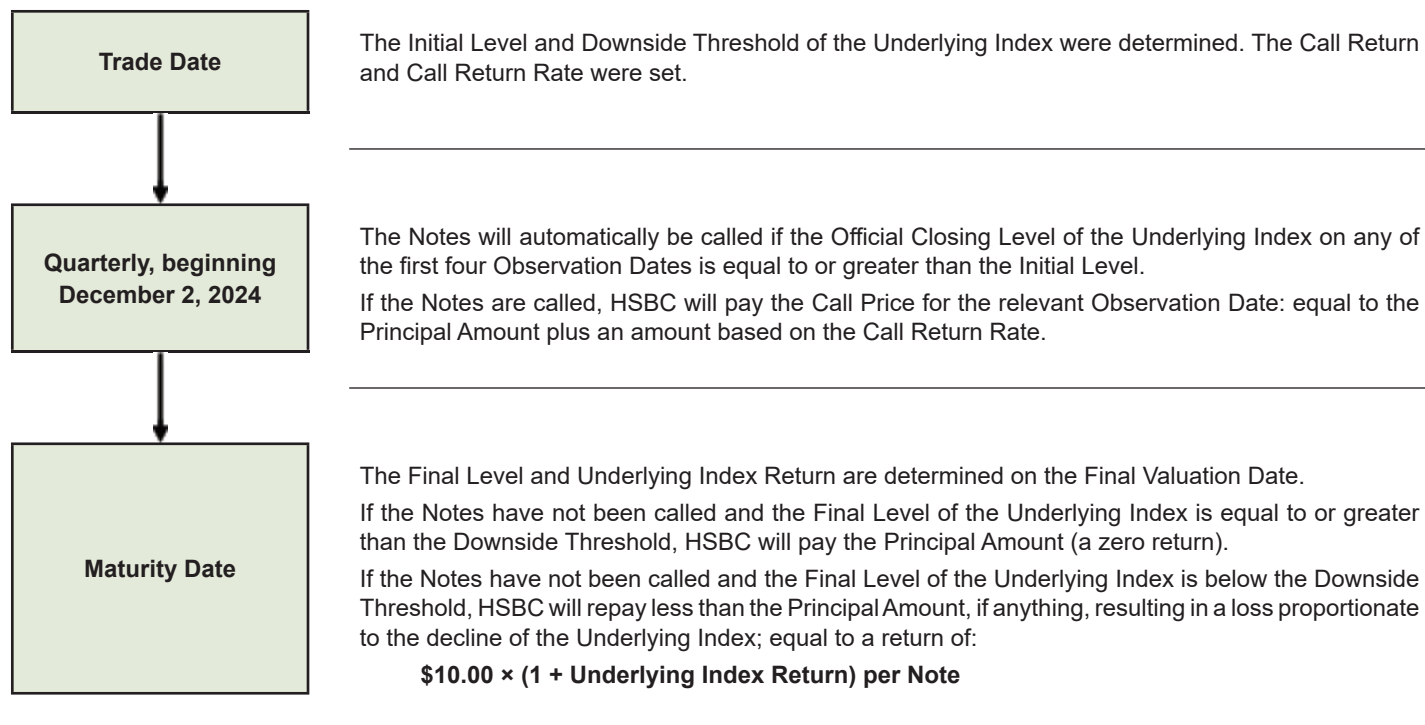 Trade Date
The Initial Level and Downside Threshold of the Underlying Index were determined. The Call Return
and Call Return Rate were set.
Quarterly, beginning
December 2, 2024
The Notes will automatically be called if the Official Closing Level of the Underlying Index on any of
the first four Observation Dates is equal to or greater than the Initial Level.
If the Notes are called, HSBC will pay the Call Price for the relevant Observation Date: equal to the
Principal Amount plus an amount based on the Call Return Rate.
Maturity Date
The Final Level and Underlying Index Return are determined on the Final Valuation Date.
If the Notes have not been called and the Final Level of the Underlying Index is equal to or greater
than the Downside Threshold, HSBC will pay the Principal Amount (a zero return).
If the Notes have not been called and the Final Level of the Underlying Index is below the Downside
Threshold, HSBC will repay less than the Principal Amount, if anything, resulting in a loss proportionate
to the decline of the Underlying Index; equal to a return of:
$10.00 × (1 + Underlying Index Return) per Note